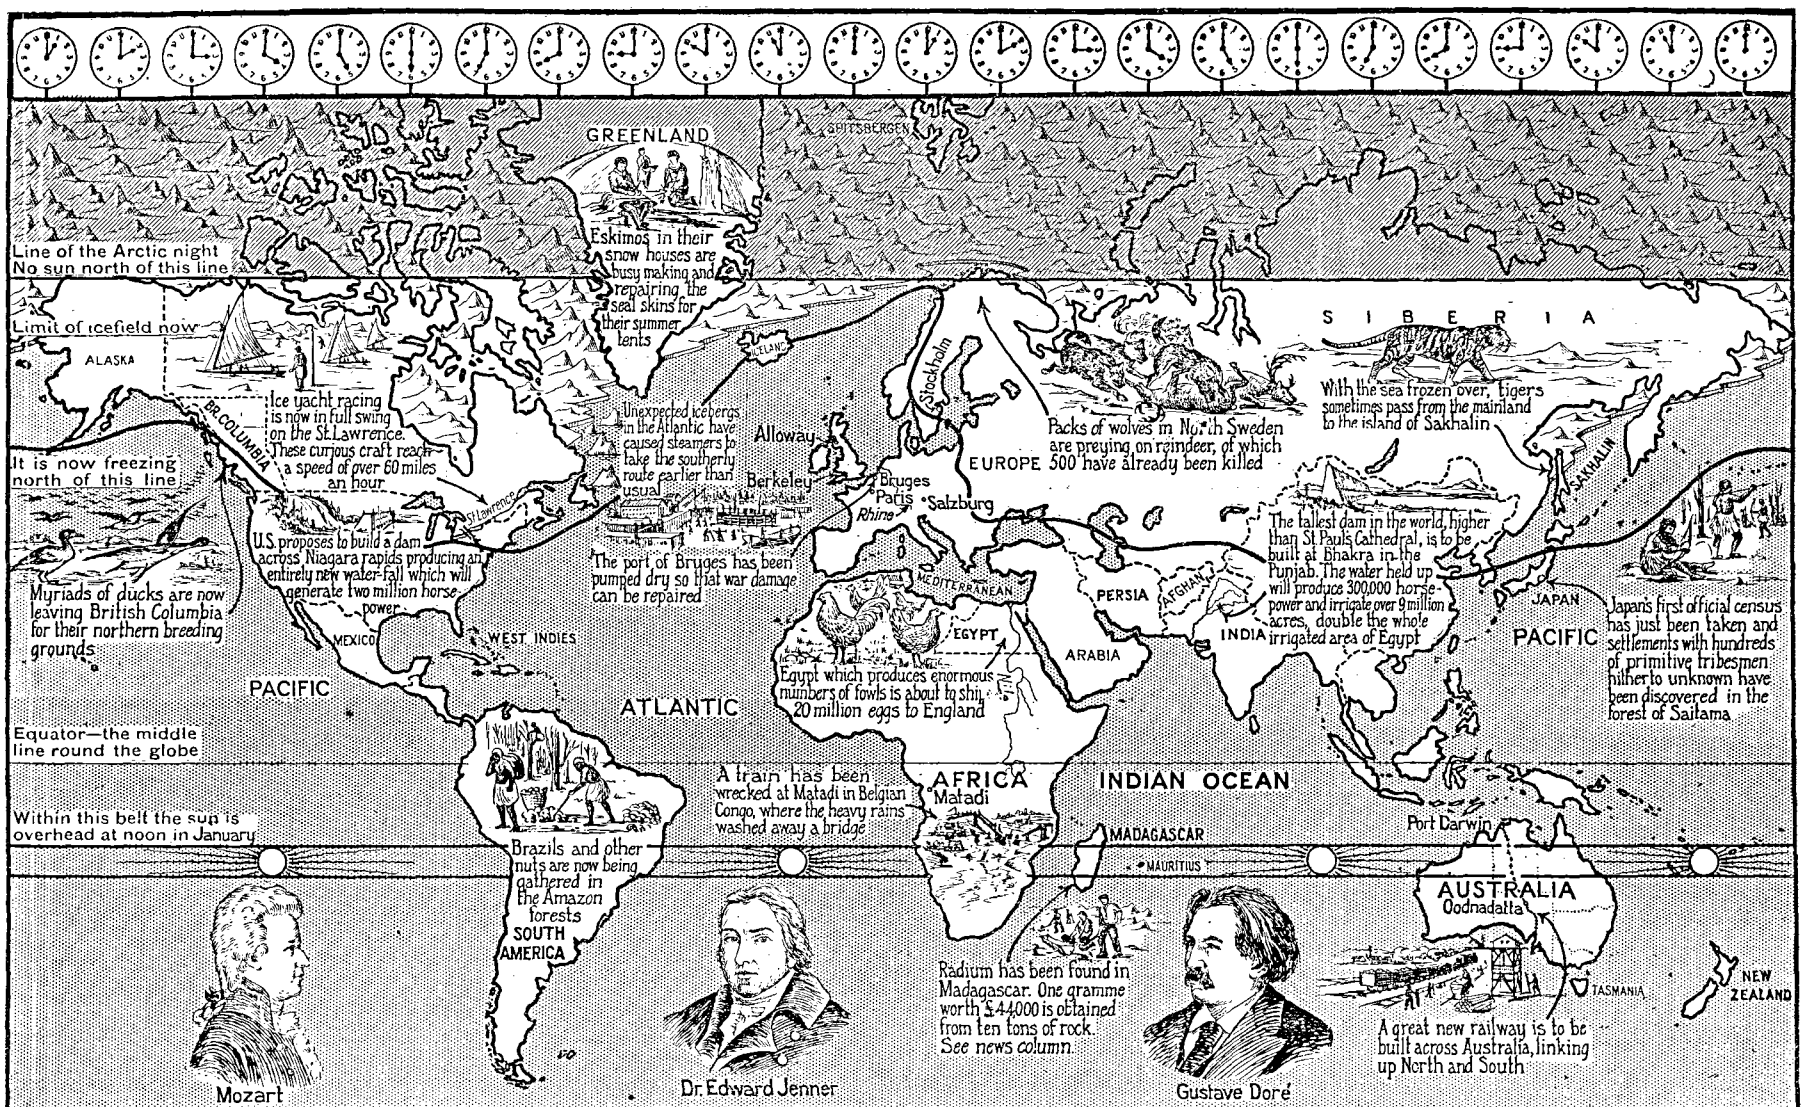 GREENLAND
SPITSBERGEN
Line of the Arctic night
No sun north of this line
Eskimos in their
snow houses are
busy making and
repairing the
seal skins for
their summer
tents
Limit of icefield now
ALASKA
BR. COLUMBIA
Ice yacht racing
is now in full swing
on the St. Lawrence.
These curious craft reach
a speed of over 60 miles
an hour
St. Lawrence
ICELAND
Unexpected icebergs
in the Atlantic have
caused steamers to
take the southerly
route earlier than
usual
Alloway
Berkeley
Stockholm
Bruges
Paris
Rhine
Salzburg
EUROPE
Packs of wolves in North Sweden
are preying on reindeer, of which
500 have already been killed
SIBERIA
With the sea frozen over, tigers
sometimes pass from the mainland
to the island of Sakhalin
SAKHALIN
It is now freezing
north of this line
Myriads of ducks are now
leaving British Columbia
for their northern breeding
grounds
U.S. proposes to build a dam
across Niagara rapids producing an
entirely new water-fall which will
generate two million horse-
power
The port of Bruges has been
pumped dry so that war damage
can be repaired
MEDITERRANEAN
The tallest dam in the world, higher
than St Paul's Cathedral, is to be
built at Bhakra in the
Punjab. The water held up
will produce 300,000 horse-
power and irrigate over 9 million
acres, double the whole
irrigated area of Egypt
PERSIA
AFGHAN
INDIA
ARABIA
EGYPT
Nile
JAPAN
PACIFIC
Japan's first official census
has just been taken and
settlements with hundreds
of primitive tribesmen
hitherto unknown have
been discovered in the
forest of Saitama
MEXICO
WEST INDIES
PACIFIC
ATLANTIC
Egypt which produces enormous
numbers of fowls is about to ship
20 million eggs to England
Equator—the middle
line round the globe
AFRICA
INDIAN OCEAN
A train has been
wrecked at Matadi in Belgian
Congo, where the heavy rains
washed away a bridge
Matadi
Within this belt the sun is
overhead at noon in January
Brazils and other
nuts are now being
gathered in
the Amazon
forests
SOUTH
AMERICA
MADAGASCAR
MAURITIUS
Port Darwin
AUSTRALIA
Oodnadatta
Radium has been found in
Madagascar. One gramme
worth £44,000 is obtained
from ten tons of rock.
See news column.
TASMANIA
NEW
ZEALAND
A great new railway is to be
built across Australia, linking
up North and South
Mozart
Dr. Edward Jenner
Gustave Doré